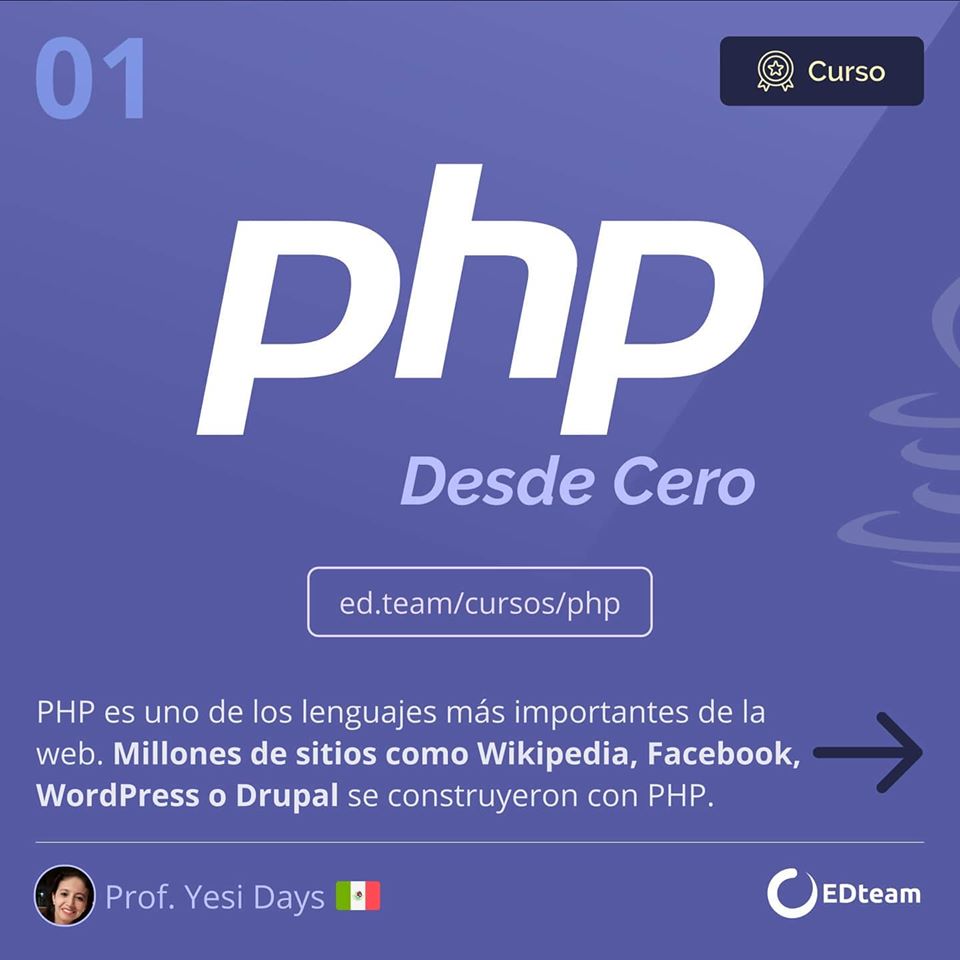 01
Curso
php
Desde Cero
ed.team/cursos/php
PHP es uno de los lenguajes más importantes de la
web. Millones de sitios como Wikipedia, Facebook,
WordPress o Drupal se construyeron con PHP.
Prof. Yesi Days
EDteam